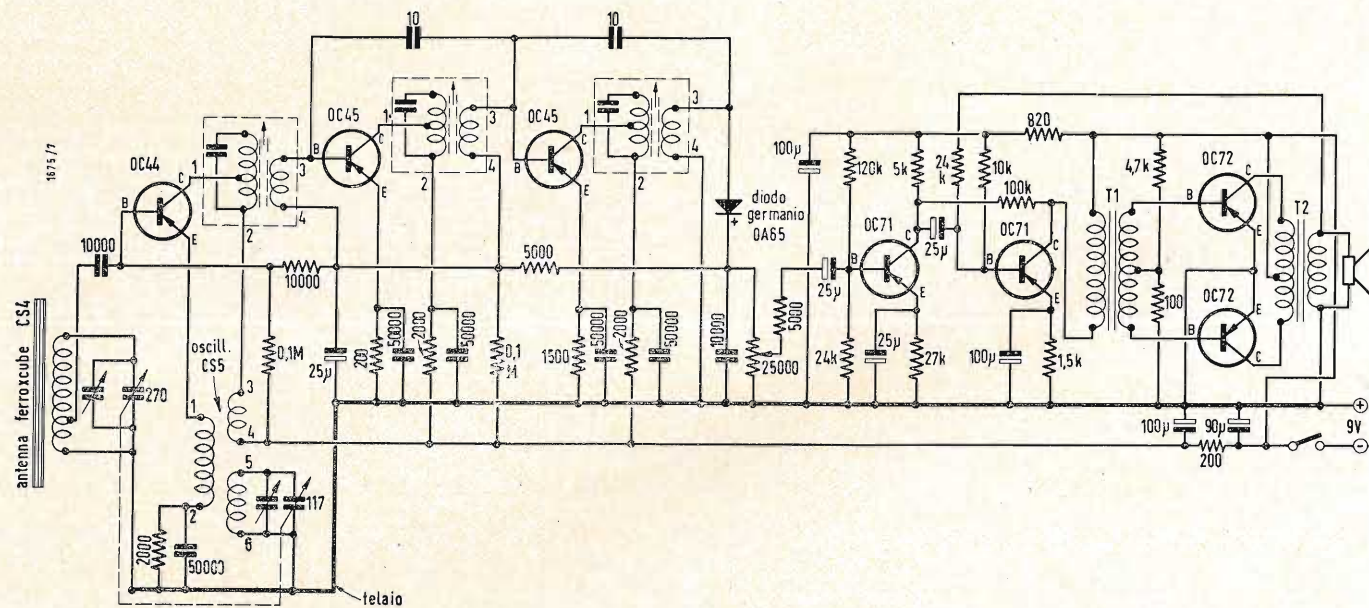 1675/7
antenna ferroxcube CS4
10000
270
OC44
B
C
E
1
2
3
4
oscill.
CS5
1
2
3
4
5
6
117
2000
50000
telaio
10000
0,1M
25µ
10
OC45
B
C
E
1
2
3
4
200
50000
2000
50000
0,1
M
5000
10
OC45
B
C
E
1
2
3
4
1500
50000
2000
50000
diodo
germanio
OA65
+
10000
25000
5000
25µ
100µ
120k
24k
OC71
B
C
E
5k
25µ
27k
25µ
24
k
10k
820
100k
OC71
B
C
E
100µ
1,5k
T1
4,7k
100
OC72
B
C
E
OC72
B
C
E
T2
100µ
200
90µ
+
9V
−